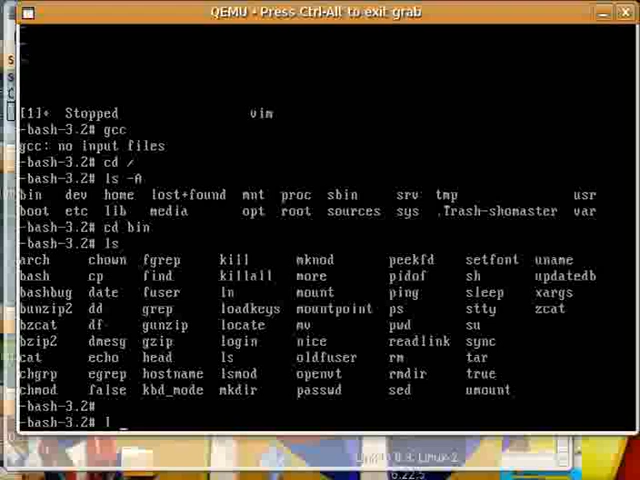 QEMU - Press Ctrl-Alt to exit grab
[1]+ Stopped vim
-bash-3.2# gcc
gcc: no input files
-bash-3.2# cd /
-bash-3.2# ls -A
bin dev home lost+found mnt proc sbin srv tmp usr
boot etc lib media opt root sources sys .Trash-shomaster var
-bash-3.2# cd bin
-bash-3.2# ls
arch chown fgrep kill mknod peekfd setfont uname
bash cp find killall more pidof sh updatedb
bashbug date fuser ln mount ping sleep xargs
bunzip2 dd grep loadkeys mountpoint ps stty zcat
bzcat df gunzip locate mv pwd su
bzip2 dmesg gzip login nice readlink sync
cat echo head ls oldfuser rm tar
chgrp egrep hostname lsmod openvt rmdir true
chmod false kbd_mode mkdir passwd sed umount
-bash-3.2#
-bash-3.2# l _
6.22.5